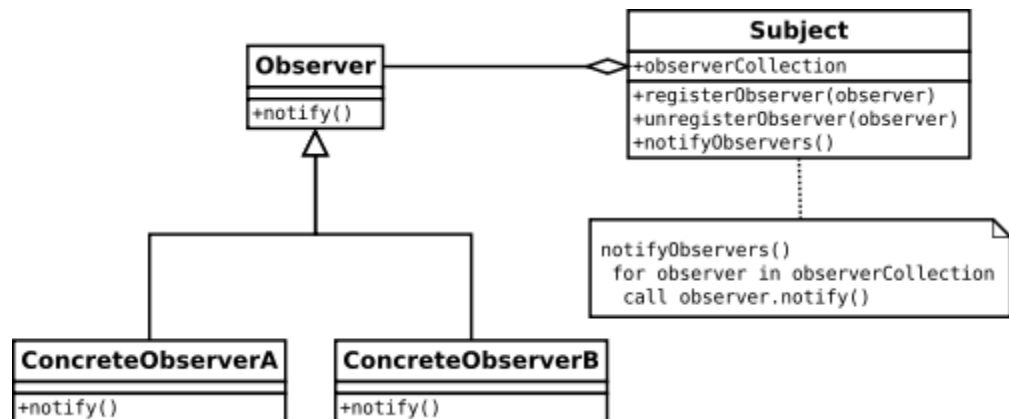 Observer
+notify()
Subject
+observerCollection
+registerObserver(observer)
+unregisterObserver(observer)
+notifyObservers()
notifyObservers()
for observer in observerCollection
call observer.notify()
ConcreteObserverA
+notify()
ConcreteObserverB
+notify()